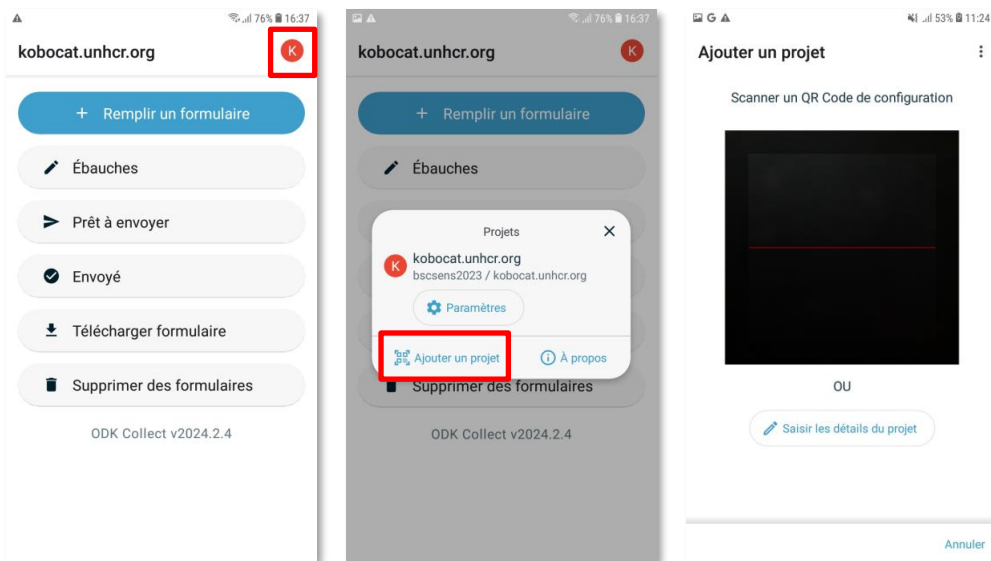 76% 16:37
kobocat.unhcr.org
K
+ Remplir un formulaire
Ébauches
Prêt à envoyer
Envoyé
Télécharger formulaire
Supprimer des formulaires
ODK Collect v2024.2.4
76% 16:37
kobocat.unhcr.org
K
+ Remplir un formulaire
Ébauches
Projets
K
kobocat.unhcr.org
bscsens2023 / kobocat.unhcr.org
Paramètres
Ajouter un projet
À propos
Supprimer des formulaires
ODK Collect v2024.2.4
G
53% 11:24
Ajouter un projet
Scanner un QR Code de configuration
OU
Saisir les détails du projet
Annuler